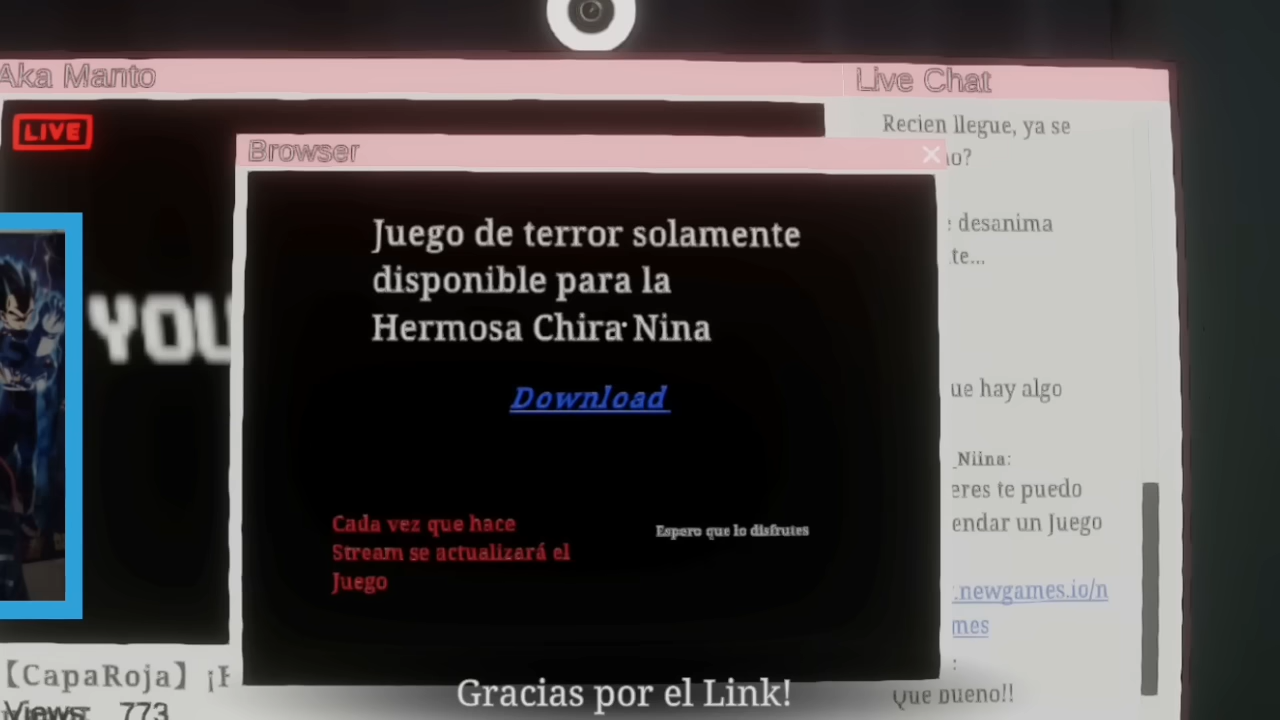 Aka Manto
Live Chat
LIVE
Recien llegue, ya se
no?
Browser
desanima
te...
Juego de terror solamente
disponible para la
Hermosa Chira Nina
YOU
ue hay algo
Download
_Niina:
eres te puedo
endar un Juego
Cada vez que hace
Stream se actualizará el
Juego
Espero que lo disfrutes
.newgames.io/n
mes
【CapaRoja】
Que bueno!!
Gracias por el Link!
Views: 773